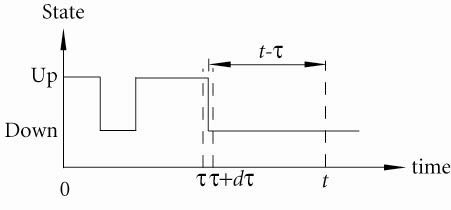 State
t-τ
Up
Down
time
0
τ τ+dτ
t